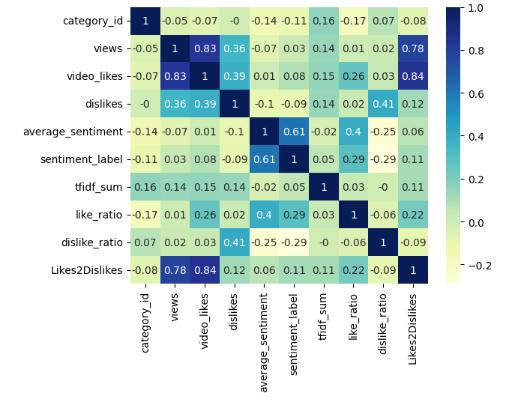 category_id 1 -0.05 -0.07 -0 -0.14 -0.11 0.16 -0.17 0.07 -0.08
views -0.05 1 0.83 0.36 -0.07 0.03 0.14 0.01 0.02 0.78
video_likes -0.07 0.83 1 0.39 0.01 0.08 0.15 0.26 0.03 0.84
dislikes -0 0.36 0.39 1 -0.1 -0.09 0.14 0.02 0.41 0.12
average_sentiment -0.14 -0.07 0.01 -0.1 1 0.61 -0.02 0.4 -0.25 0.06
sentiment_label -0.11 0.03 0.08 -0.09 0.61 1 0.05 0.29 -0.29 0.11
tfidf_sum 0.16 0.14 0.15 0.14 -0.02 0.05 1 0.03 -0 0.11
like_ratio -0.17 0.01 0.26 0.02 0.4 0.29 0.03 1 -0.06 0.22
dislike_ratio 0.07 0.02 0.03 0.41 -0.25 -0.29 -0 -0.06 1 -0.09
Likes2Dislikes -0.08 0.78 0.84 0.12 0.06 0.11 0.11 0.22 -0.09 1
category_id
views
video_likes
dislikes
average_sentiment
sentiment_label
tfidf_sum
like_ratio
dislike_ratio
Likes2Dislikes
1.0
0.8
0.6
0.4
0.2
0.0
−0.2